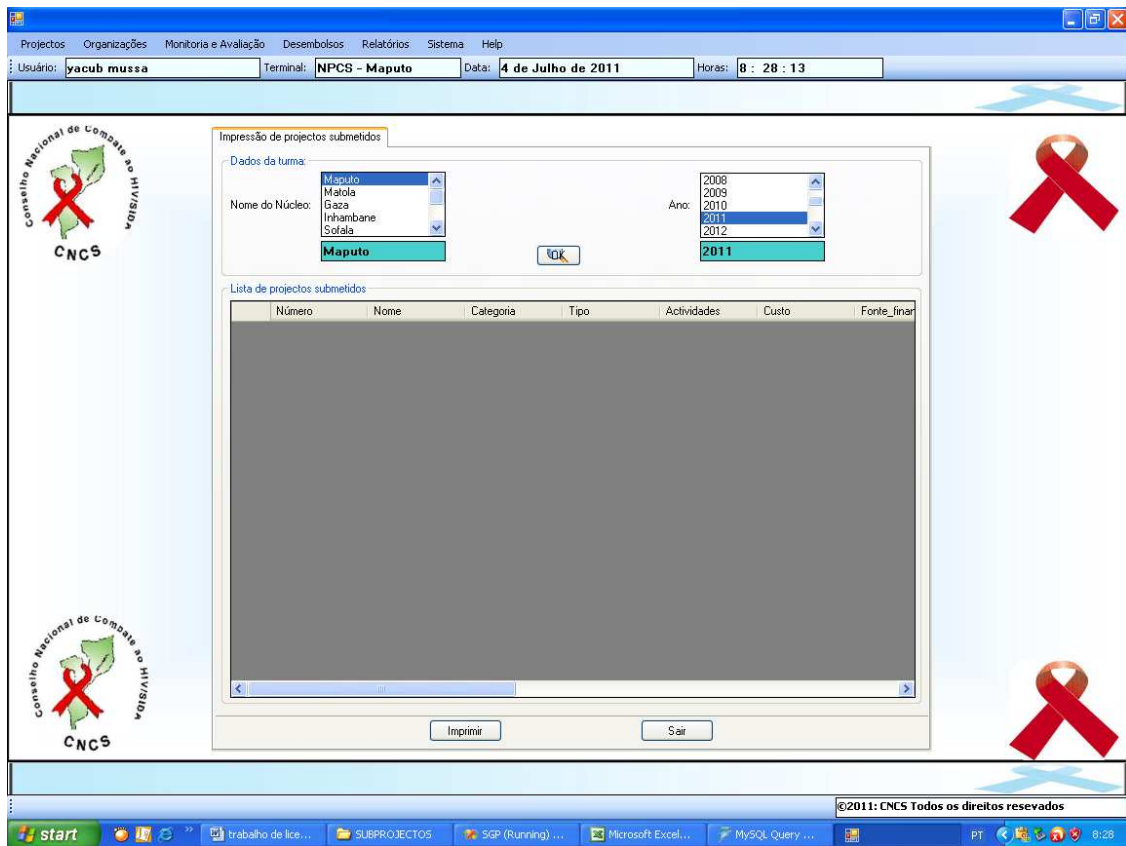 Projectos Organizações Monitoria e Avaliação Desembolsos Relatórios Sistema Help
Usuário: yacub mussa Terminal: NPCS - Maputo Data: 4 de Julho de 2011 Horas: 8 : 28 : 13
Conselho Nacional de Combate ao HIV/SIDA
CNCS
Impressão de projectos submetidos
Dados da turma:
Nome do Núcleo:
Maputo
Matola
Gaza
Inhambane
Sofala
Maputo
OK
Ano:
2008
2009
2010
2011
2012
2011
Lista de projectos submetidos
Número Nome Categoria Tipo Actividades Custo Fonte_finar
Conselho Nacional de Combate ao HIV/SIDA
CNCS
Imprimir Sair
©2011: CNCS Todos os direitos resevados
start trabalho de lice... SUBPROJECTOS SGP (Running) ... Microsoft Excel... MySQL Query ... PT 8:28